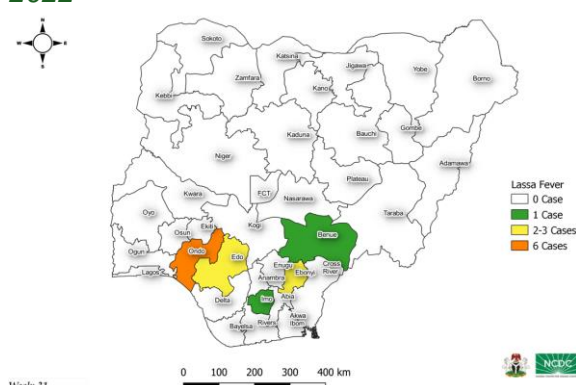 2022
N
W E
S
Sokoto
Katsina
Jigawa
Yobe
Borno
Zamfara
Kebbi
Kano
Kaduna
Bauchi
Gombe
Adamawa
Niger
Plateau
FCT
Kwara
Nasarawa
Taraba
Oyo
Kogi
Ekiti
Osun
Benue
Ogun
Ondo
Edo
Lagos
Enugu
Ebonyi
Cross
River
Anambra
Delta
Imo
Abia
Bayelsa
Rivers
Akwa
Ibom
Lassa Fever
0 Case
1 Case
2-3 Cases
6 Cases
0 100 200 300 400 km
Week 31
NCDC